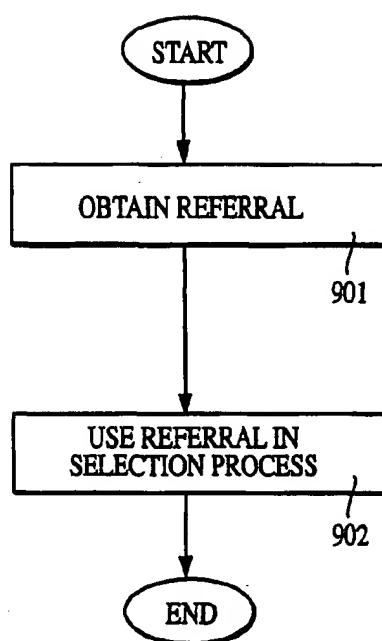 START
OBTAIN REFERRAL
901
USE REFERRAL IN
SELECTION PROCESS
902
END